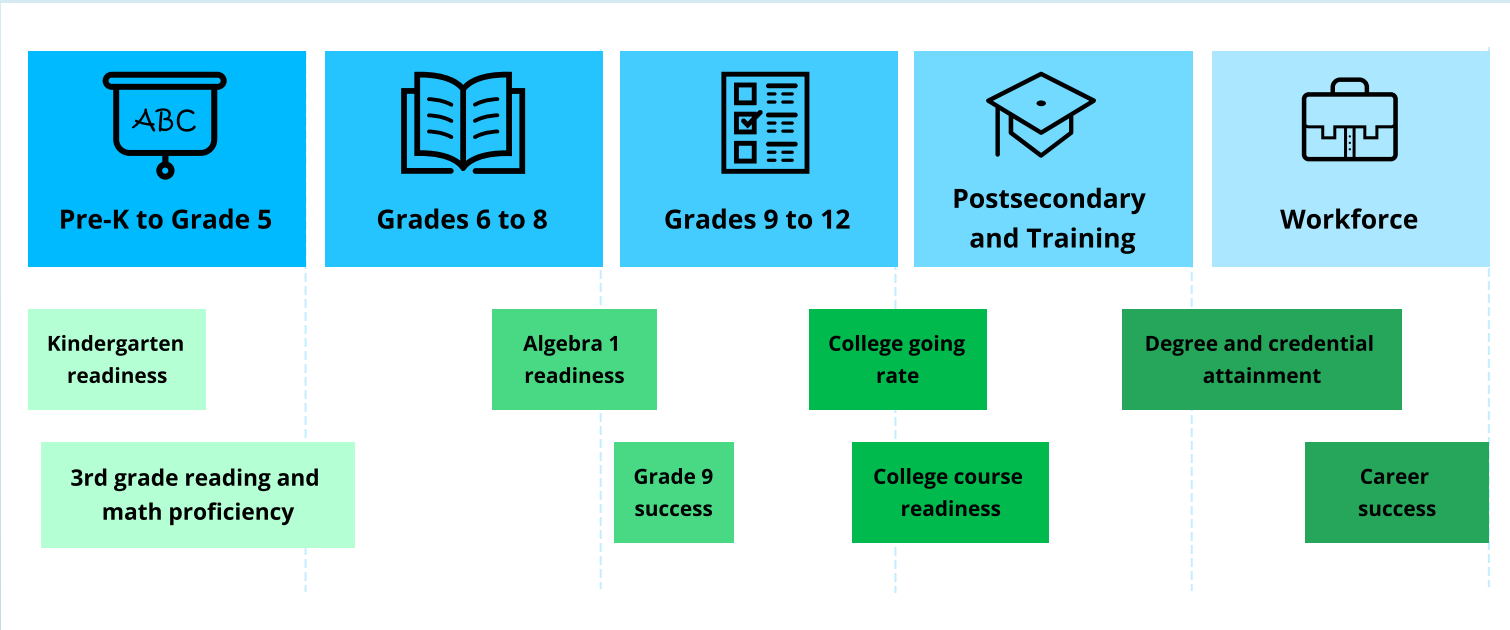 ABC
Pre-K to Grade 5
Grades 6 to 8
Grades 9 to 12
Postsecondary
and Training
Workforce
Kindergarten
readiness
Algebra 1
readiness
College going
rate
Degree and credential
attainment
3rd grade reading and
math proficiency
Grade 9
success
College course
readiness
Career
success